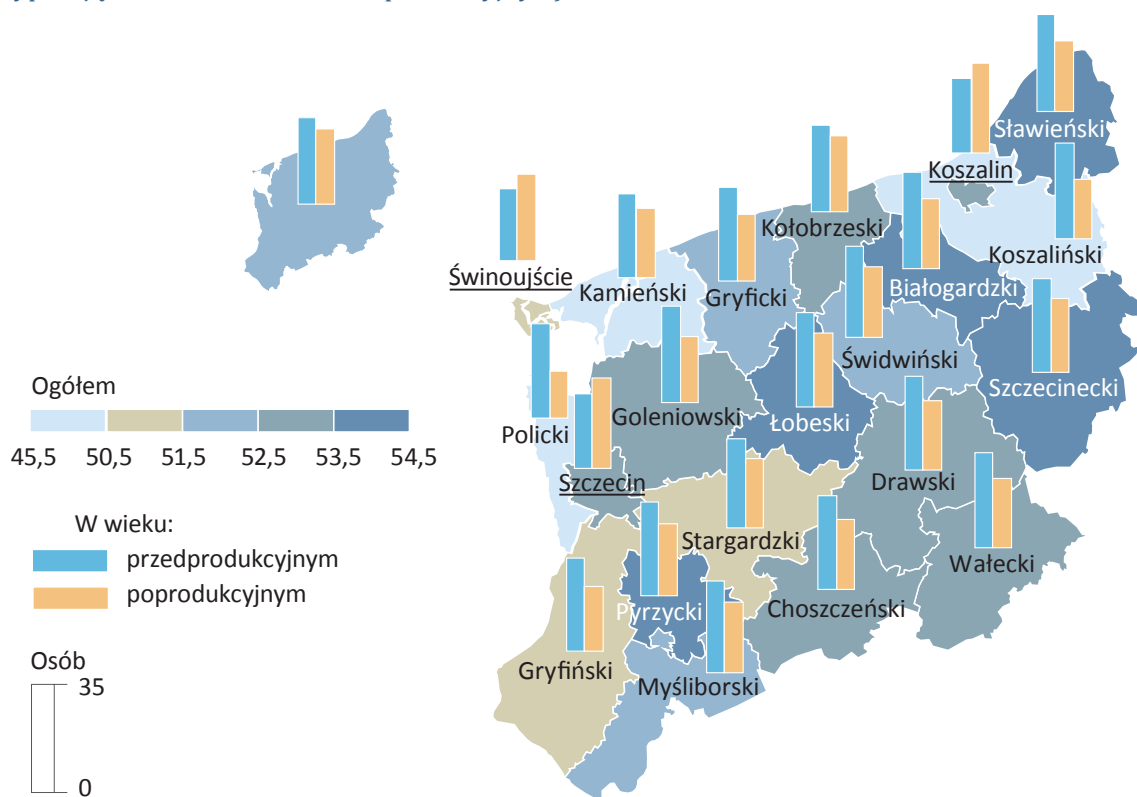 Sławieński
Koszalin
Kołobrzeski
Koszaliński
Świnoujście
Kamieński
Gryficki
Białogardzki
Świdwiński
Szczecinecki
Ogółem
45,5 50,5 51,5 52,5 53,5 54,5
Policki
Goleniowski
Łobeski
Szczecin
Drawski
W wieku:
przedprodukcyjnym
poprodukcyjnym
Stargardzki
Wałecki
Pyrzycki
Choszczeński
Gryfiński
Myśliborski
Osób
35
0